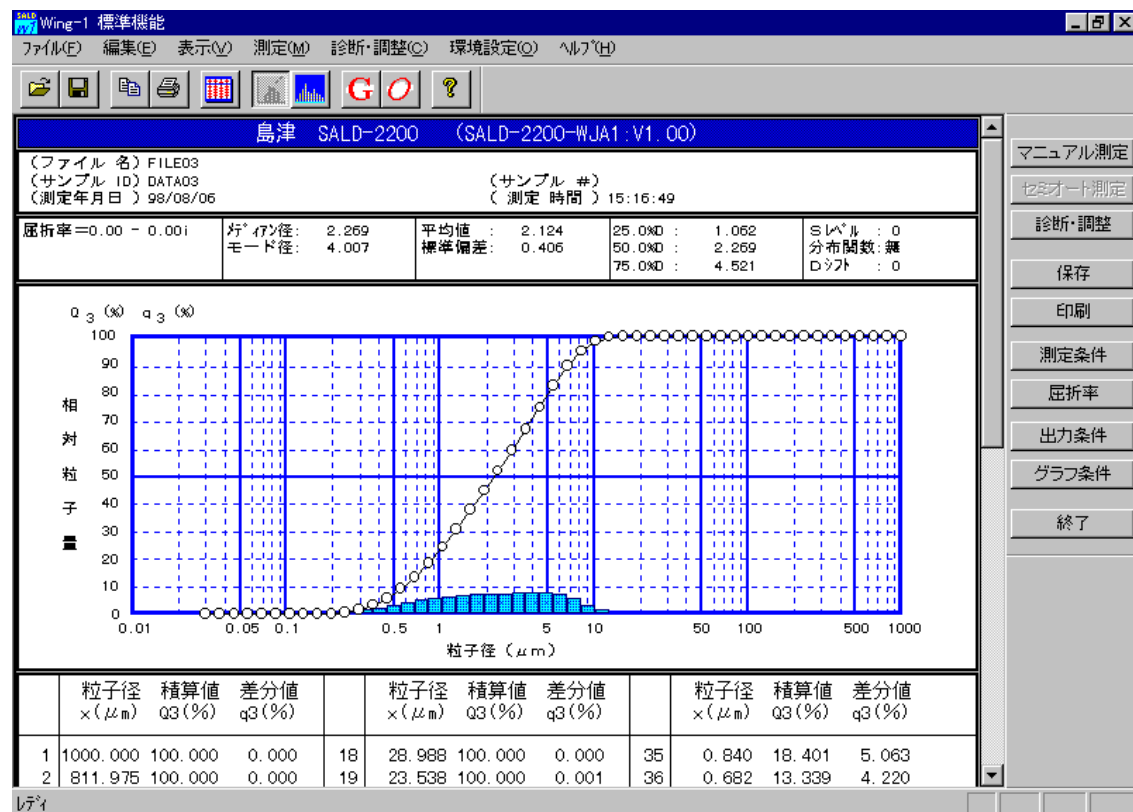 SALD
Wing-1 標準機能
ファイル(F) 編集(E) 表示(V) 測定(M) 診断・調整(C) 環境設定(O) ヘルプ(H)
G O ?
島津 SALD-2200 (SALD-2200-WJA1:V1.00)
(ファイル 名) FILE03
(サンプル ID) DATA03 (サンプル #)
(測定年月日 ) 98/08/06 ( 測定 時間 ) 15:16:49
屈折率=0.00 - 0.00i メディアン径: 2.269 平均値 : 2.124 25.0%D : 1.062 Sレベル : 0
モード径: 4.007 標準偏差: 0.406 50.0%D : 2.269 分布関数:無
75.0%D : 4.521 Dシフト : 0
Q3 (%) q3 (%)
100
90
80
70
60
50
40
30
20
10
0
相対粒子量
0.01 0.05 0.1 0.5 1 5 10 50 100 500 1000
粒子径 (μm)
粒子径 積算値 差分値 粒子径 積算値 差分値 粒子径 積算値 差分値
x(μm) Q3(%) q3(%) x(μm) Q3(%) q3(%) x(μm) Q3(%) q3(%)
1 1000.000 100.000 0.000 18 28.988 100.000 0.000 35 0.840 18.401 5.063
2 811.975 100.000 0.000 19 23.538 100.000 0.001 36 0.682 13.339 4.220
マニュアル測定
セミオート測定
診断・調整
保存
印刷
測定条件
屈折率
出力条件
グラフ条件
終了
レディ